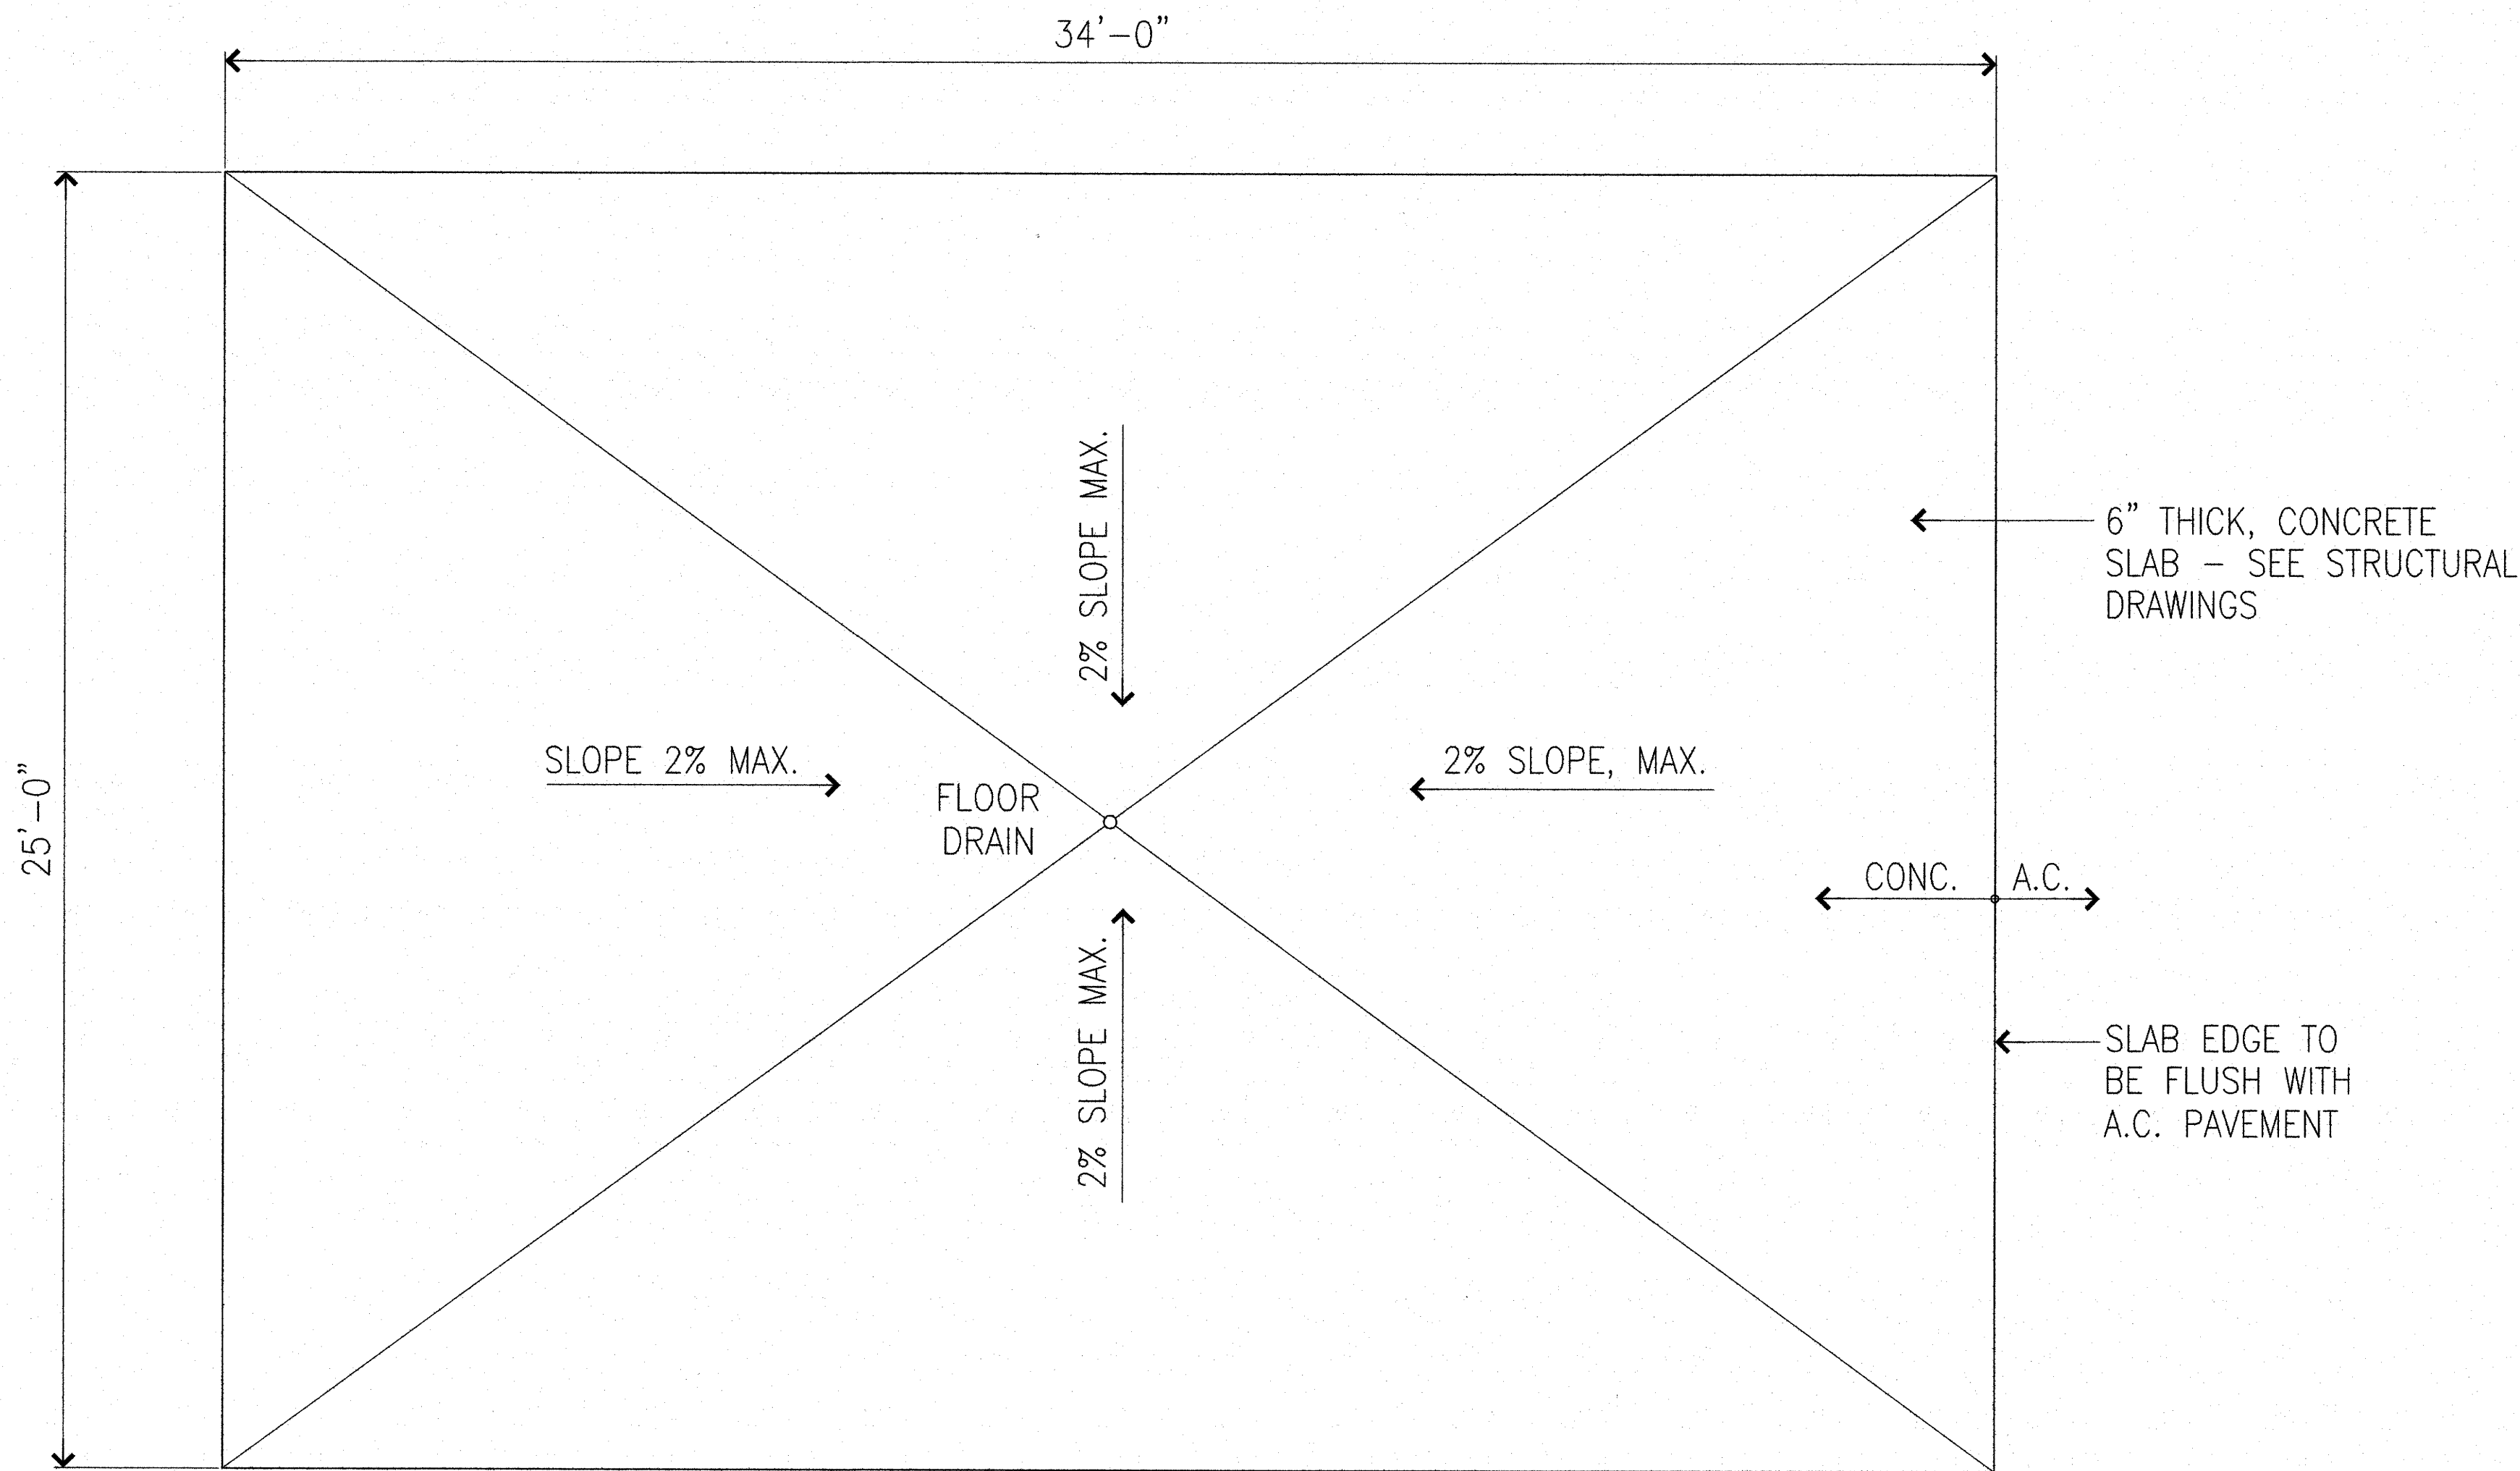 34'-0"
2% SLOPE MAX.
6" THICK, CONCRETE
SLAB - SEE STRUCTURAL
DRAWINGS
SLOPE 2% MAX.
2% SLOPE, MAX.
FLOOR
DRAIN
25'-0"
CONC.
A.C.
2% SLOPE MAX.
SLAB EDGE TO
BE FLUSH WITH
A.C. PAVEMENT